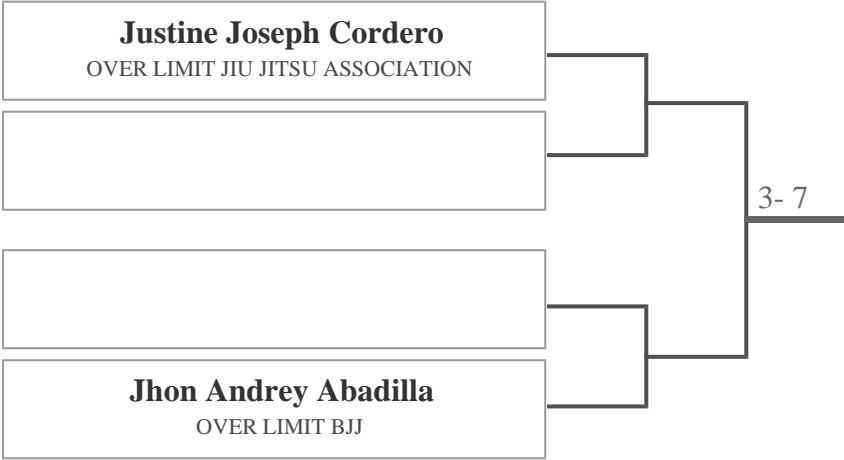 Justine Joseph Cordero
OVER LIMIT JIU JITSU ASSOCIATION
3- 7
Jhon Andrey Abadilla
OVER LIMIT BJJ